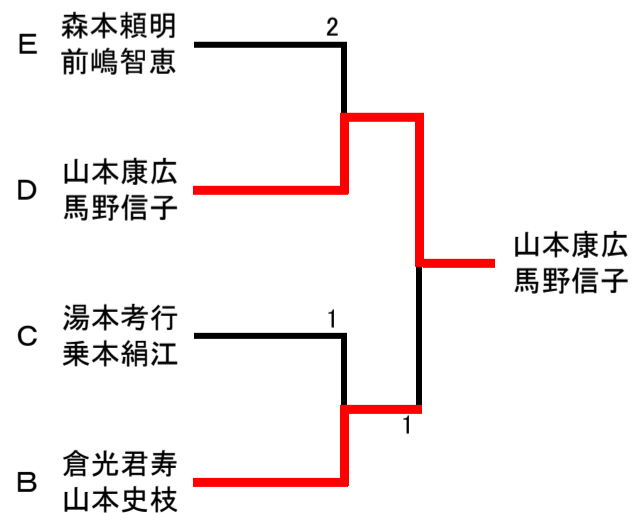 E
森本頼明
前嶋智恵
2
D
山本康広
馬野信子
山本康広
馬野信子
C
湯本考行
乗本絹江
1
1
B
倉光君寿
山本史枝